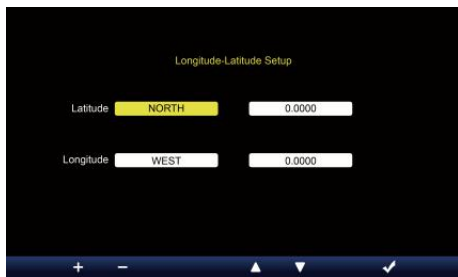 Longitude-Latitude Setup
Latitude NORTH 0.0000
Longitude WEST 0.0000
+ −